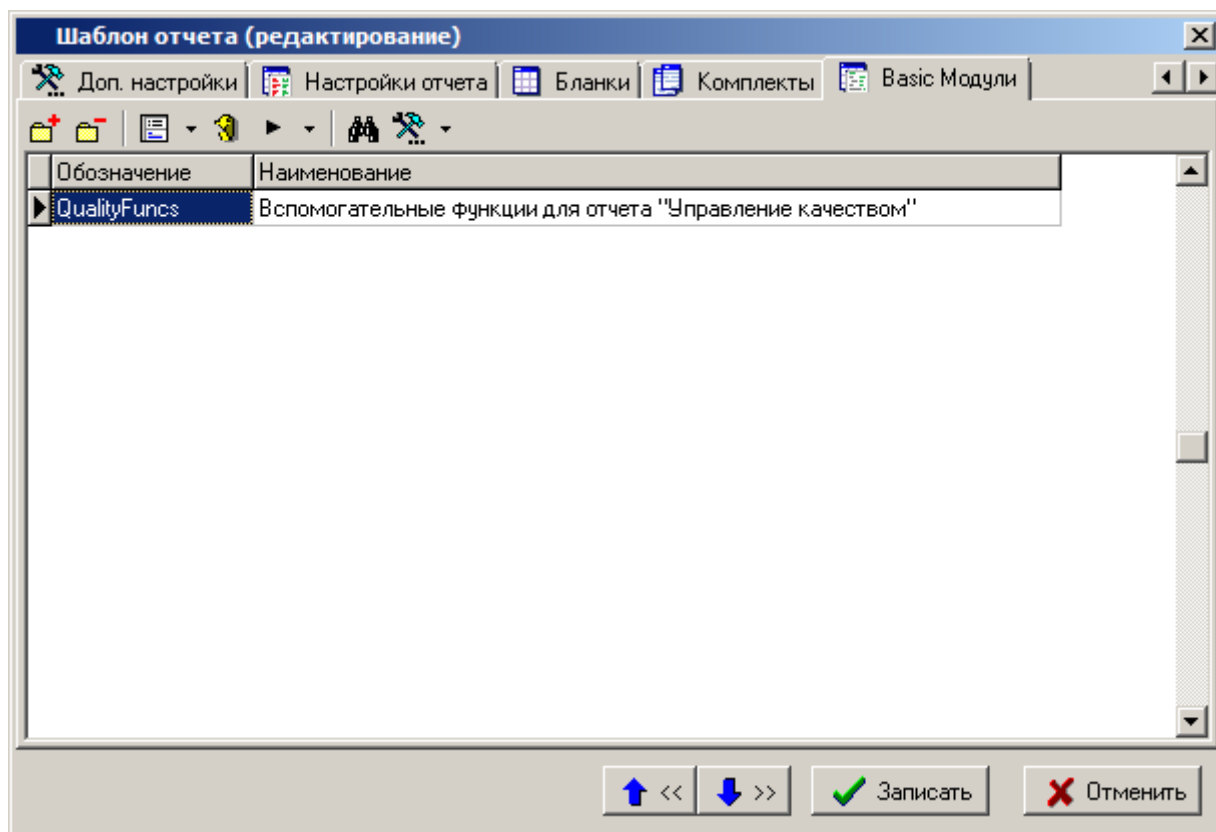 Шаблон отчета (редактирование)
Доп. настройки Настройки отчета Бланки Комплекты Basic Модули
Обозначение Наименование
QualityFuncs Вспомогательные функции для отчета "Управление качеством"
<< >> Записать Отменить